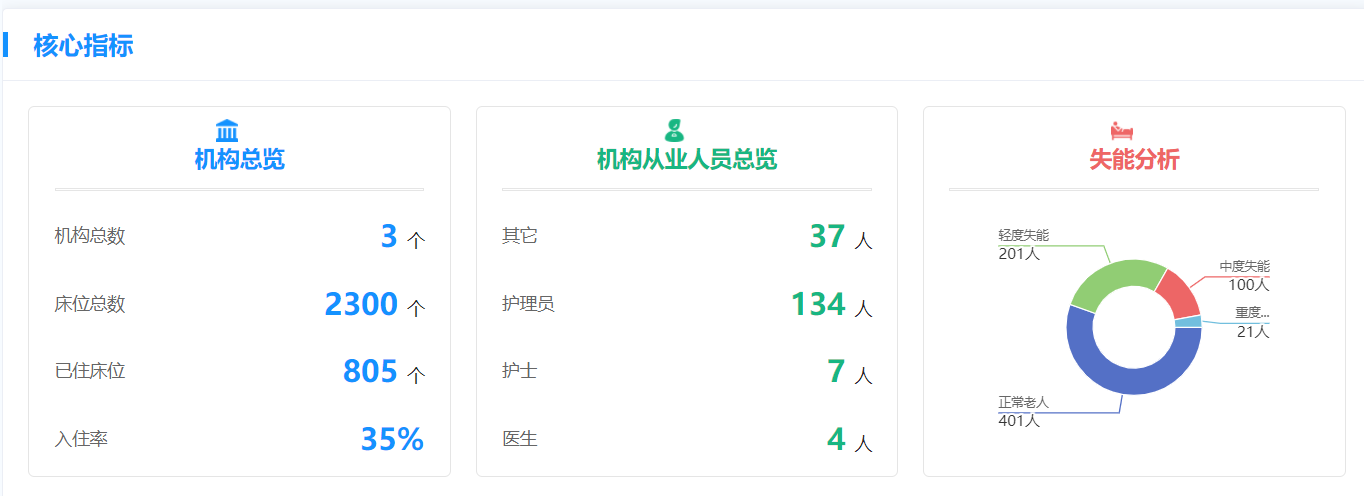 核心指标
机构总览
机构总数 3 个
床位总数 2300 个
已住床位 805 个
入住率 35%
机构从业人员总览
其它 37 人
护理员 134 人
护士 7 人
医生 4 人
失能分析
轻度失能
201人
中度失能
100人
重度...
21人
正常老人
401人